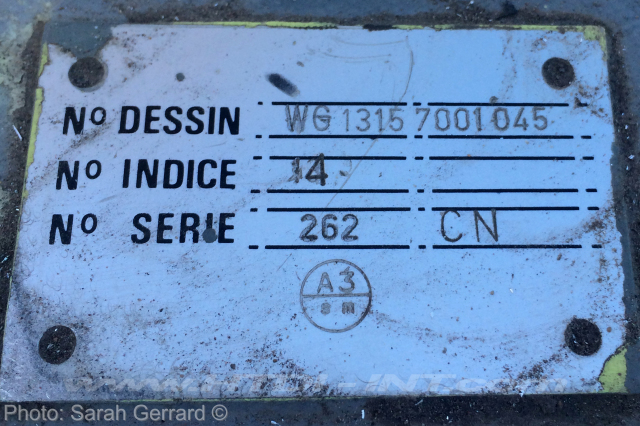 Nº DESSIN WG 1315 7001 045
Nº INDICE 14
Nº SERIE 262 CN
A3
e m
Photo: Sarah Gerrard ©